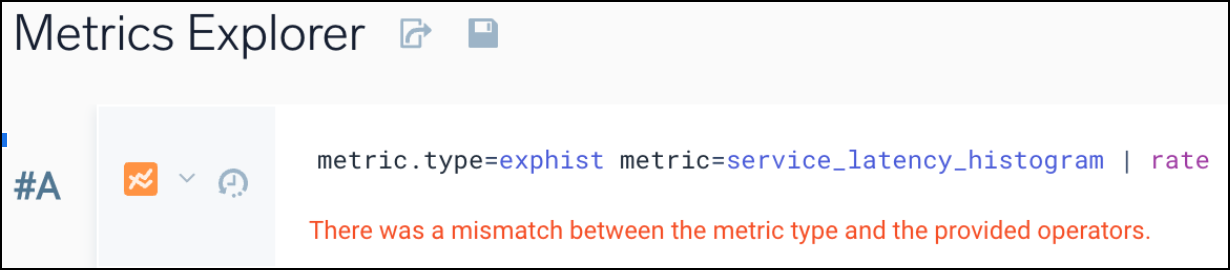 Metrics Explorer
#A
metric.type=exphist metric=service_latency_histogram | rate
There was a mismatch between the metric type and the provided operators.